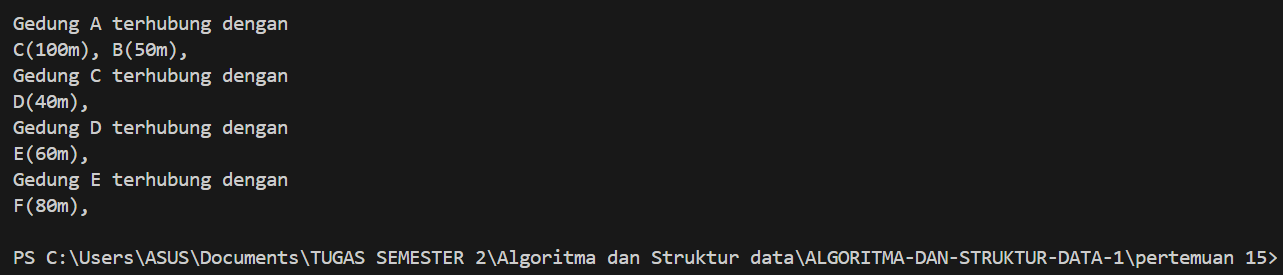 Gedung A terhubung dengan
C(100m), B(50m),
Gedung C terhubung dengan
D(40m),
Gedung D terhubung dengan
E(60m),
Gedung E terhubung dengan
F(80m),
PS C:\Users\ASUS\Documents\TUGAS SEMESTER 2\Algoritma dan Struktur data\ALGORITMA-DAN-STRUKTUR-DATA-1\pertemuan 15>